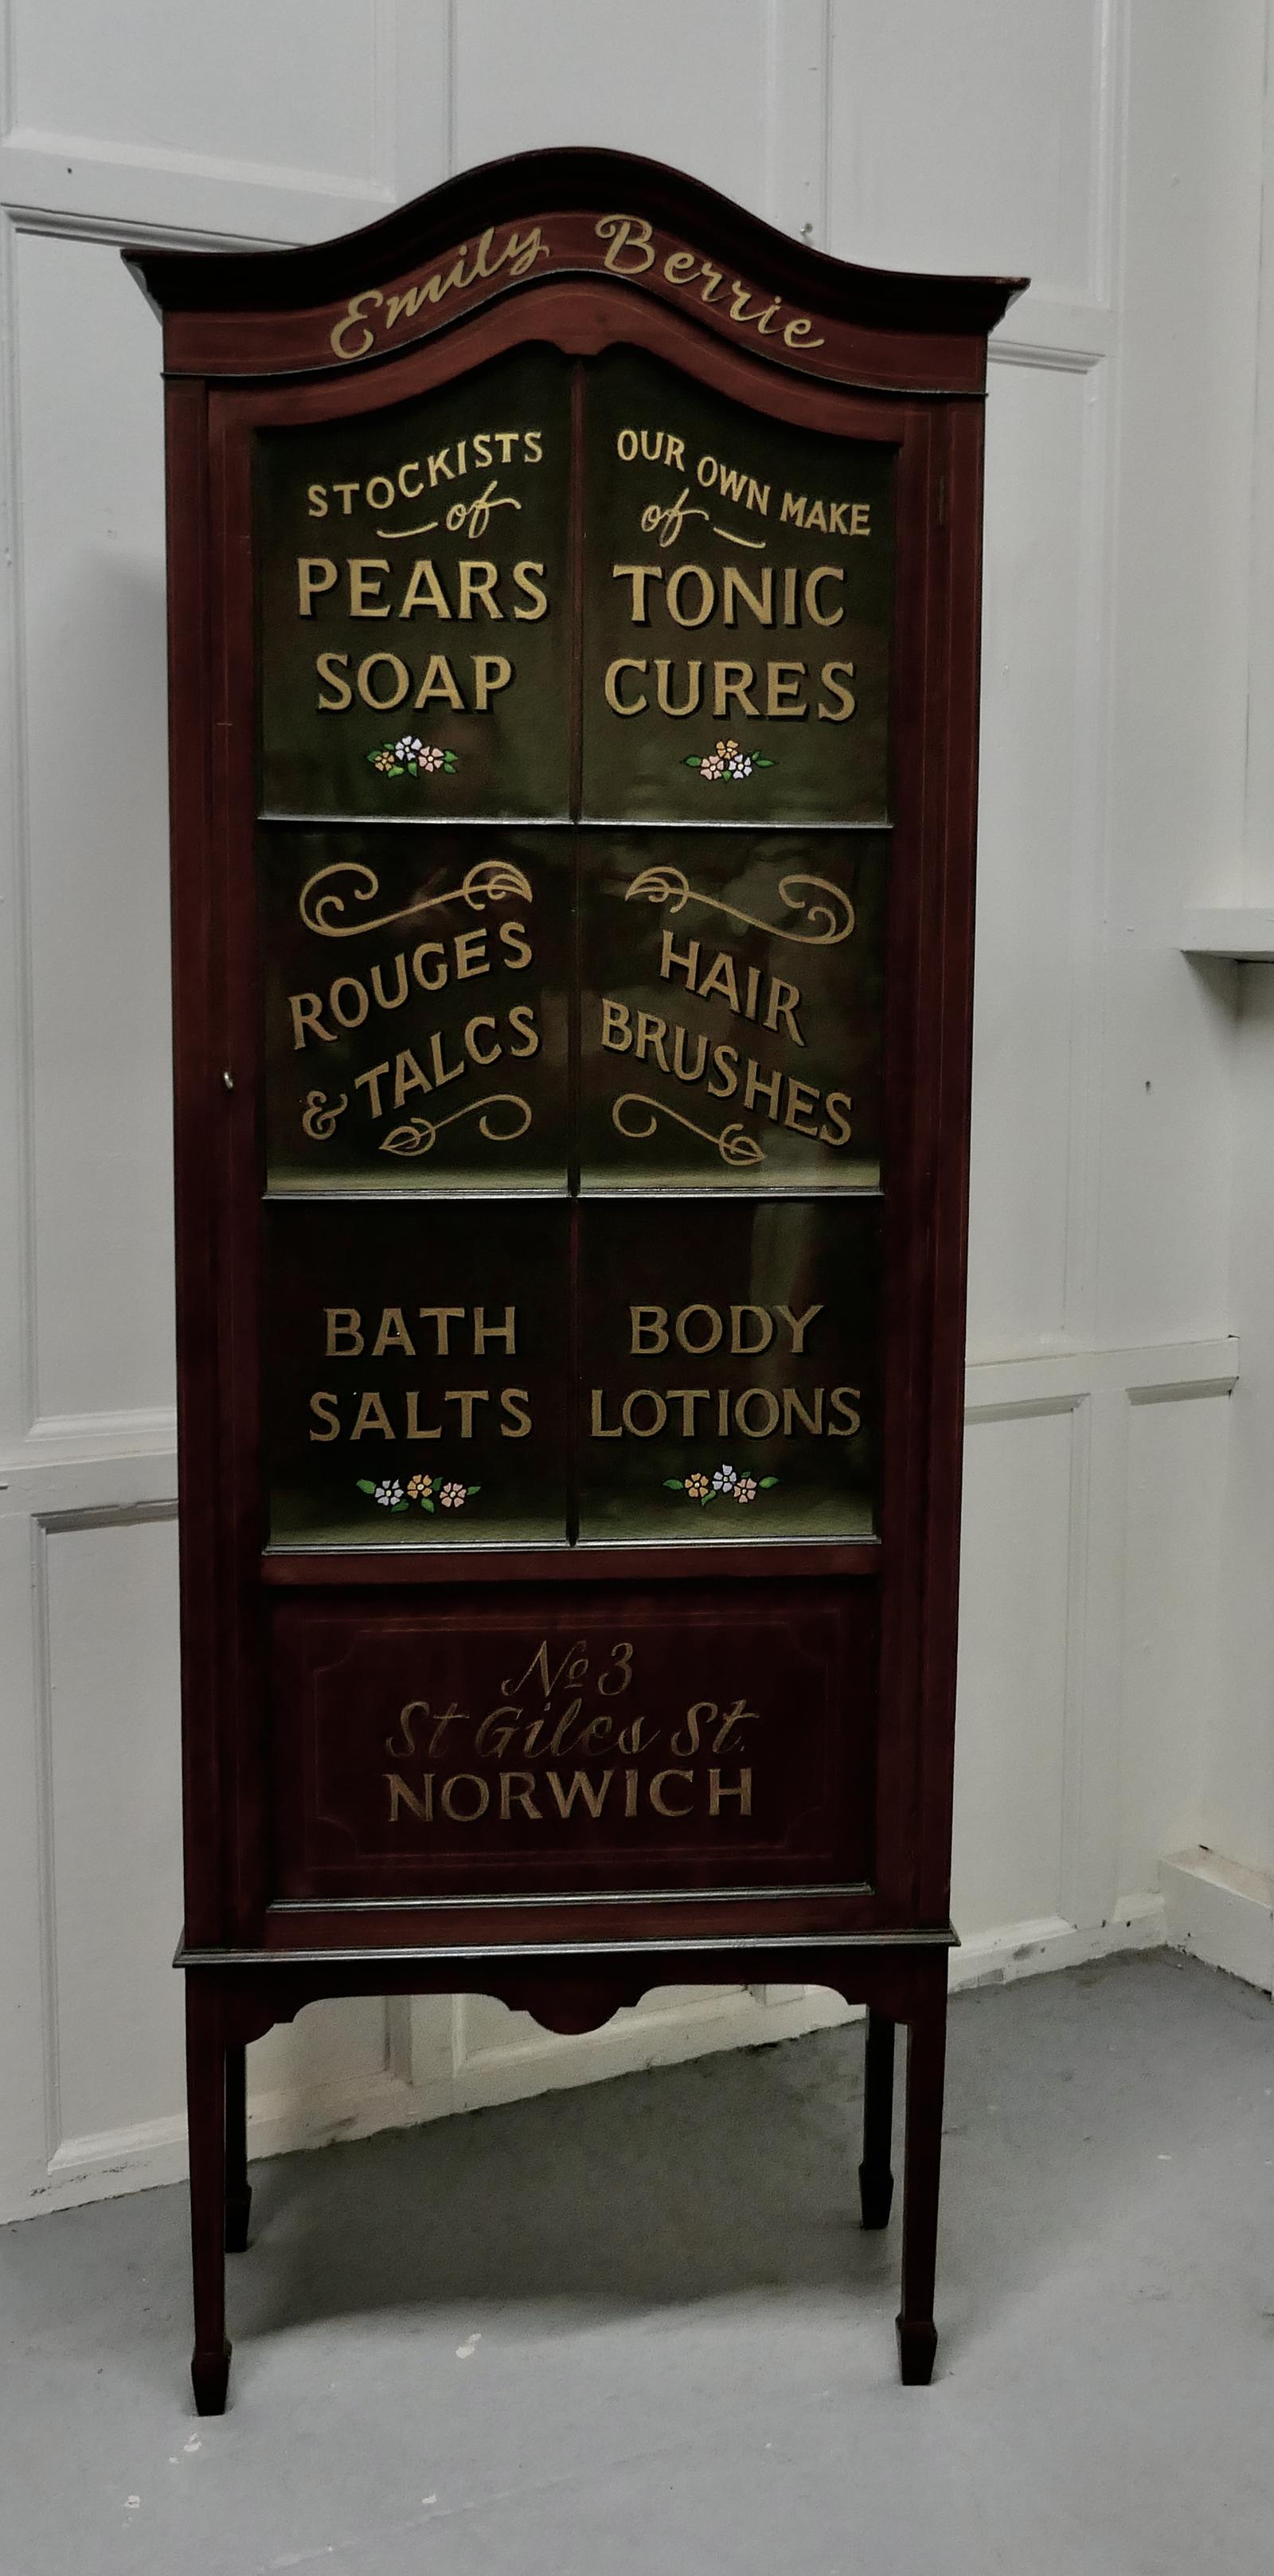 Emily Berrie
STOCKISTS
of
PEARS
SOAP
OUR OWN MAKE
of
TONIC
CURES
ROUGES
& TALCS
HAIR
BRUSHES
BATH
SALTS
BODY
LOTIONS
No 3
St Giles St.
NORWICH